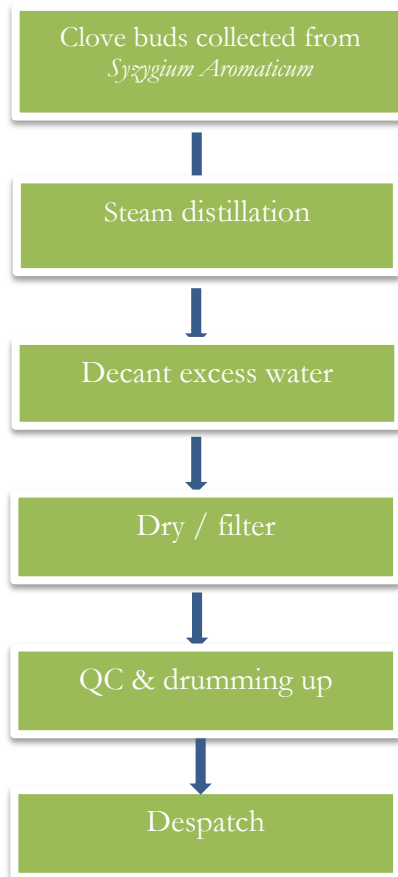 Clove buds collected from
Syzygium Aromaticum
Steam distillation
Decant excess water
Dry / filter
QC & drumming up
Despatch